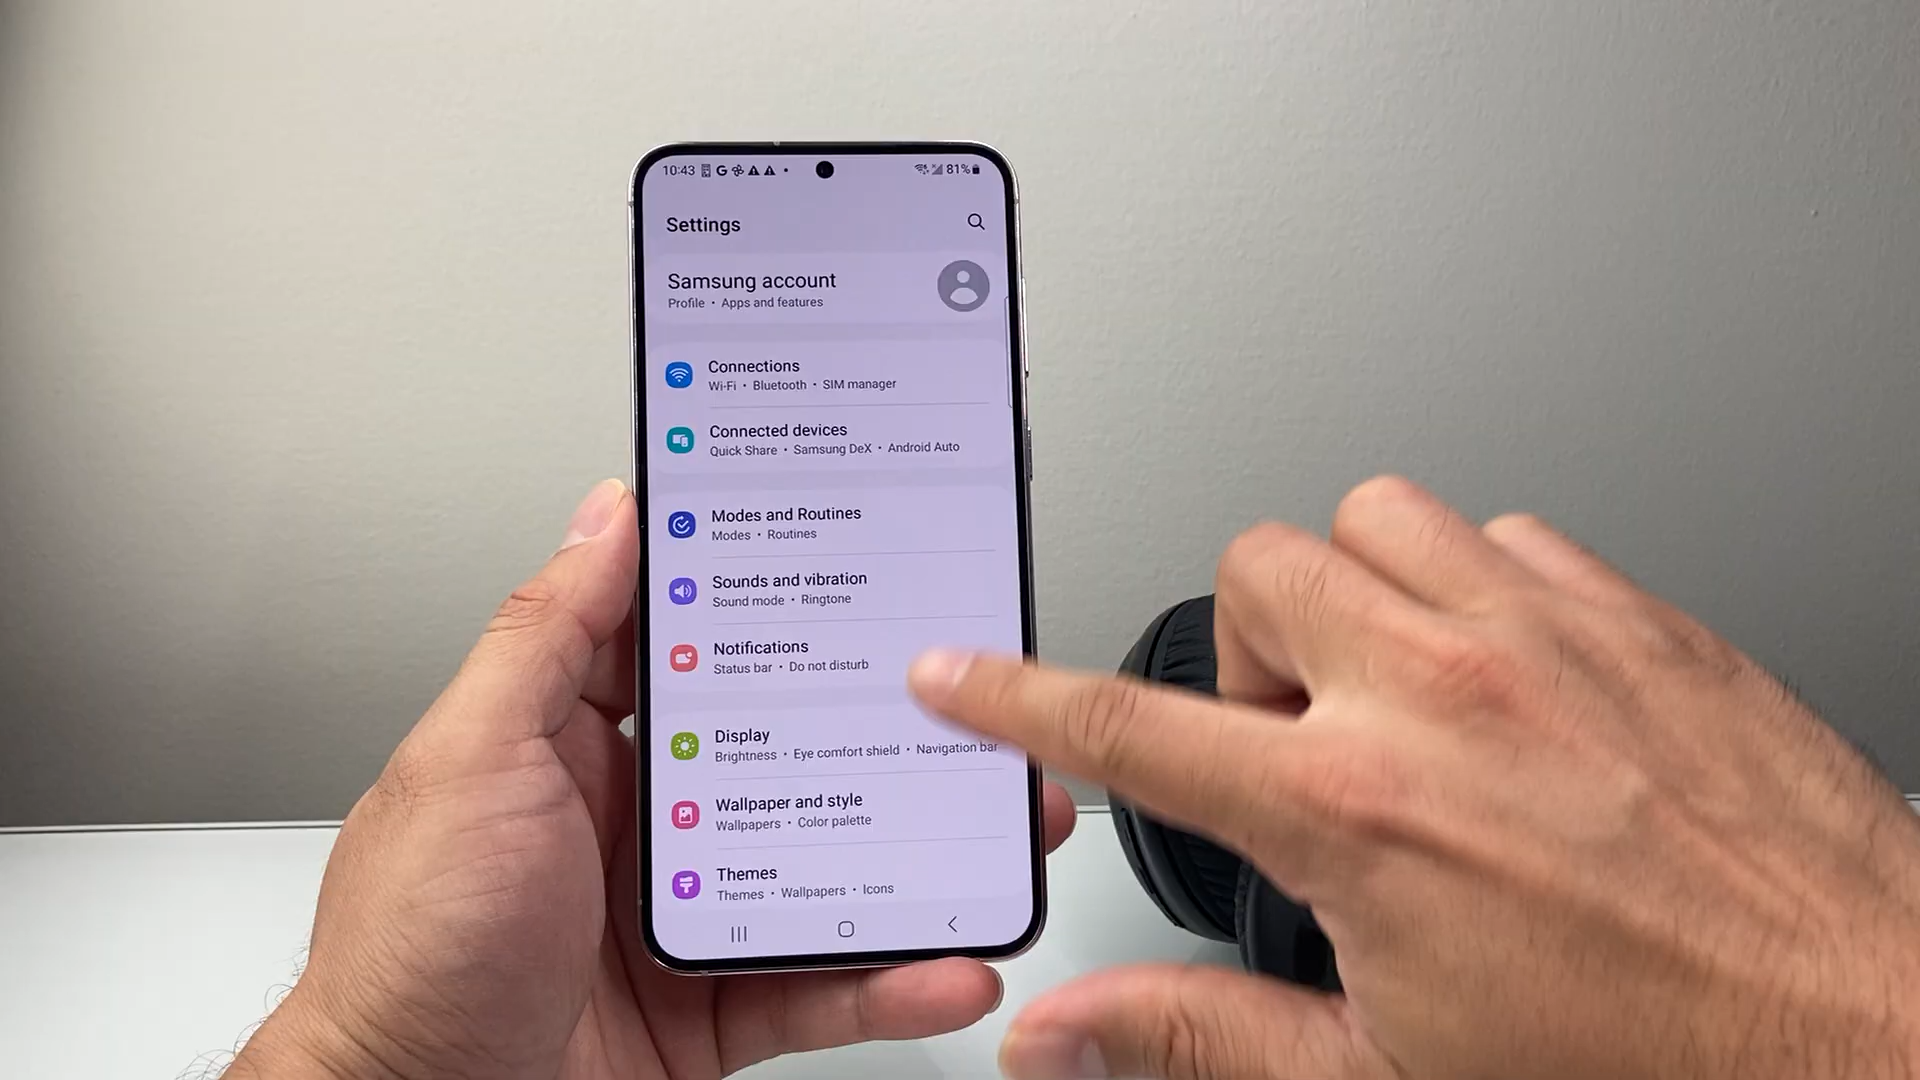 10:43 G 81%
Settings
Samsung account
Profile • Apps and features
Connections
Wi-Fi • Bluetooth • SIM manager
Connected devices
Quick Share • Samsung DeX • Android Auto
Modes and Routines
Modes • Routines
Sounds and vibration
Sound mode • Ringtone
Notifications
Status bar • Do not disturb
Display
Brightness • Eye comfort shield • Navigation bar
Wallpaper and style
Wallpapers • Color palette
Themes
Themes • Wallpapers • Icons